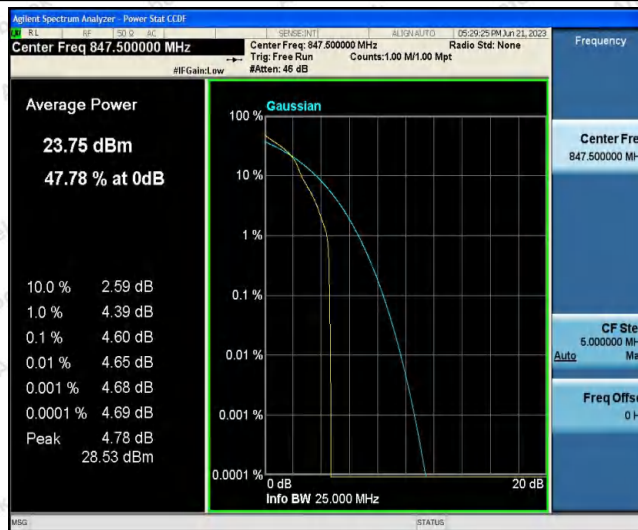 Agilent Spectrum Analyzer - Power Stat CCDF
RL RF 50 Ω AC SENSE:INT ALIGN AUTO 05:29:25 PM Jun 21, 2023
Center Freq 847.500000 MHz
Center Freq: 847.500000 MHz Radio Std: None
Trig: Free Run Counts:1.00 M/1.00 Mpt
#IFGain:Low #Atten: 46 dB
Frequency
Average Power
23.75 dBm
47.78 % at 0dB
10.0 % 2.59 dB
1.0 % 4.39 dB
0.1 % 4.60 dB
0.01 % 4.65 dB
0.001 % 4.68 dB
0.0001 % 4.69 dB
Peak 4.78 dB
28.53 dBm
Gaussian
100 %
10 %
1 %
0.1 %
0.01 %
0.001 %
0.0001 %
0 dB 20 dB
Info BW 25.000 MHz
Center Fre
847.500000 MH
CF Ste
5.000000 MH
Auto Ma
Freq Offse
0 H
MSG STATUS